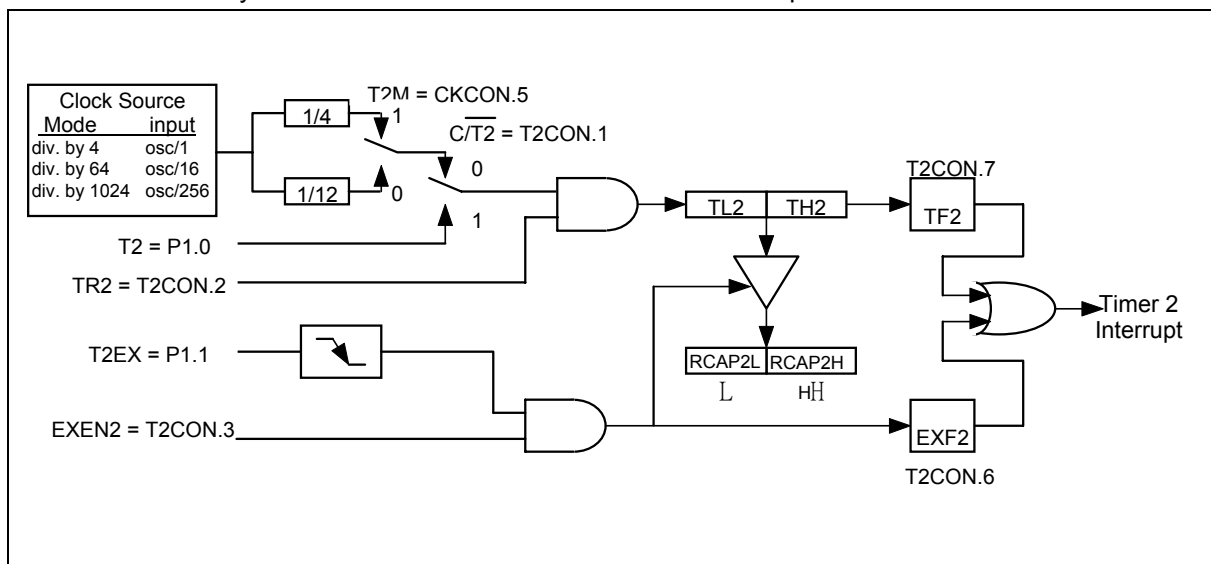 Clock Source
Mode input
div. by 4 osc/1
div. by 64 osc/16
div. by 1024 osc/256
1/4
1/12
T2M = CKCON.5
1
0
C/T2 = T2CON.1
0
1
T2 = P1.0
TR2 = T2CON.2
T2EX = P1.1
EXEN2 = T2CON.3
TL2 TH2
RCAP2L RCAP2H
L HH
T2CON.7
TF2
Timer 2
Interrupt
EXF2
T2CON.6